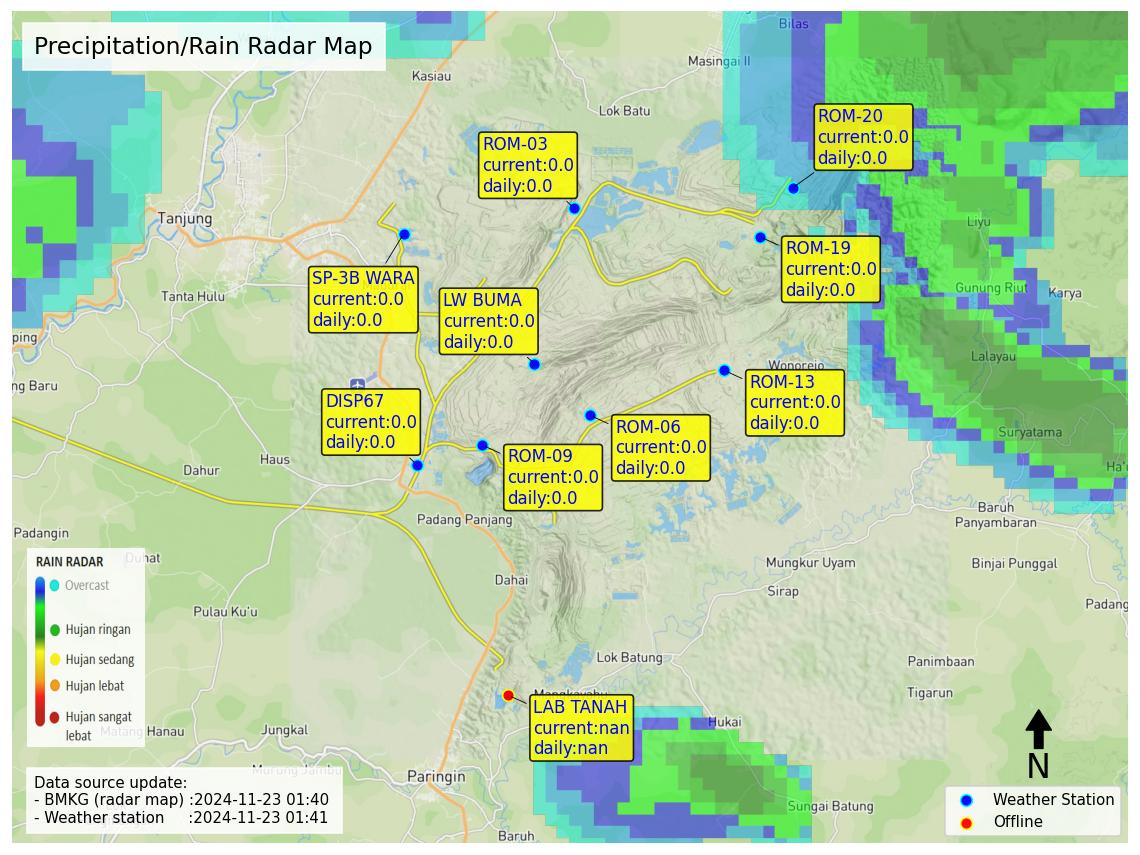 Precipitation/Rain Radar Map
Bilas
Masingai II
Kasiau
Lok Batu
ROM-20
current:0.0
daily:0.0
ROM-03
current:0.0
daily:0.0
Tanjung
Liyu
ROM-19
current:0.0
daily:0.0
SP-3B WARA
current:0.0
daily:0.0
LW BUMA
current:0.0
daily:0.0
Tanta Hulu
Gunung Riut
Karya
ping
Lalayau
Wonorejo
ng Baru
ROM-13
current:0.0
daily:0.0
DISP67
current:0.0
daily:0.0
ROM-06
current:0.0
daily:0.0
Suryatama
ROM-09
current:0.0
daily:0.0
Haus
Dahur
Ha'u
Padang Panjang
Baruh
Panyambaran
Padangin
Duhat
Mungkur Uyam
Binjai Punggal
Dahai
Sirap
Padang
Pulau Ku'u
RAIN RADAR
Overcast
Hujan ringan
Hujan sedang
Hujan lebat
Hujan sangat
lebat
Lok Batung
Panimbaan
Tigarun
Mangkayahu
LAB TANAH
current:nan
daily:nan
Hukai
Matang Hanau
Jungkal
Murung Jambu
Paringin
Sungai Batung
Baruh
N
Data source update:
- BMKG (radar map) :2024-11-23 01:40
- Weather station :2024-11-23 01:41
Weather Station
Offline